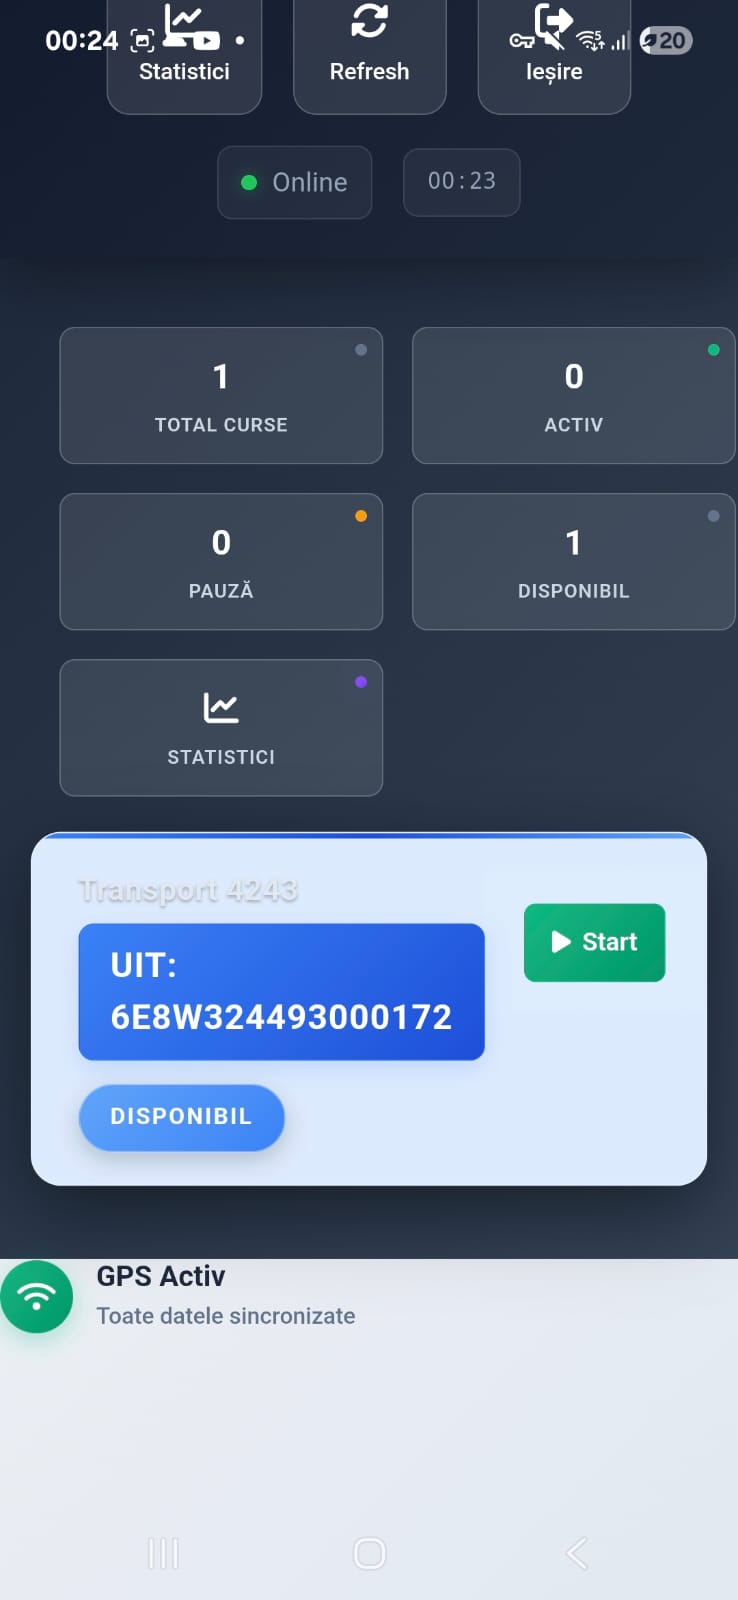 00:24
20
Statistici
Refresh
Ieșire
Online
00:23
1
TOTAL CURSE
0
ACTIV
0
PAUZĂ
1
DISPONIBIL
STATISTICI
Transport 4243
UIT:
6E8W324493000172
Start
DISPONIBIL
GPS Activ
Toate datele sincronizate